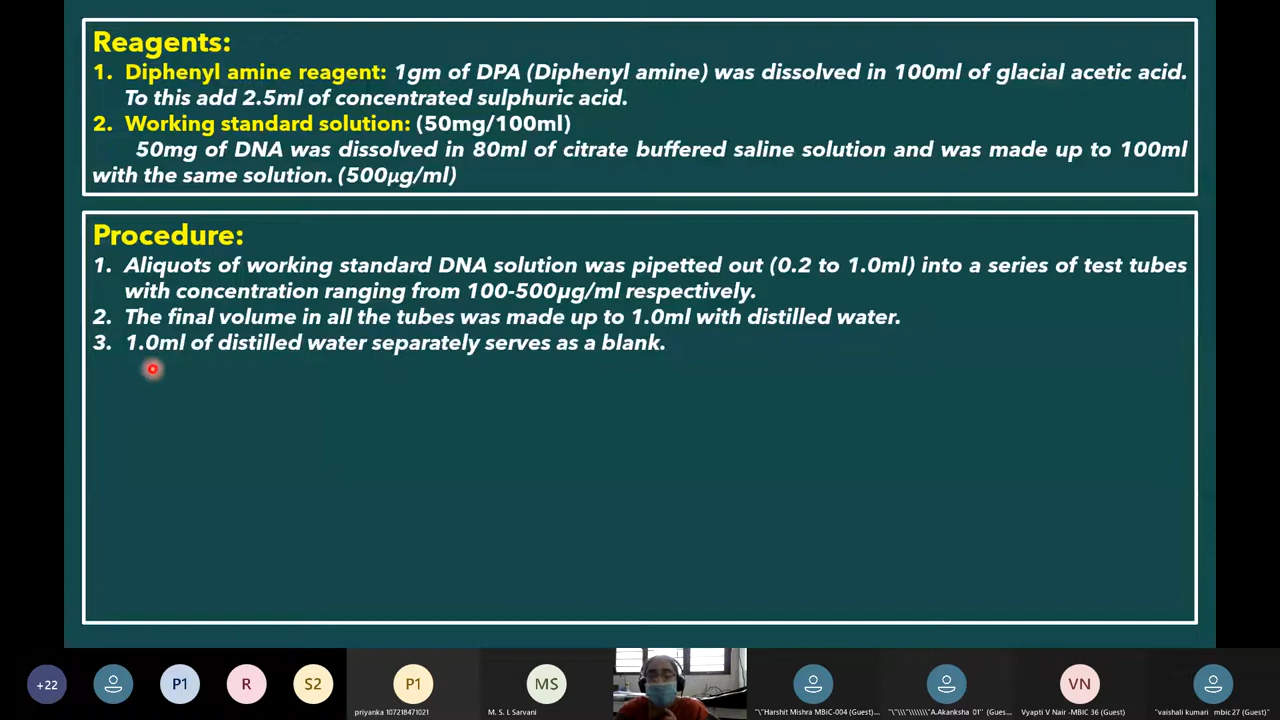 Reagents:
1. Diphenyl amine reagent: 1gm of DPA (Diphenyl amine) was dissolved in 100ml of glacial acetic acid.
To this add 2.5ml of concentrated sulphuric acid.
2. Working standard solution: (50mg/100ml)
50mg of DNA was dissolved in 80ml of citrate buffered saline solution and was made up to 100ml
with the same solution. (500µg/ml)
Procedure:
1. Aliquots of working standard DNA solution was pipetted out (0.2 to 1.0ml) into a series of test tubes
with concentration ranging from 100-500µg/ml respectively.
2. The final volume in all the tubes was made up to 1.0ml with distilled water.
3. 1.0ml of distilled water separately serves as a blank.
+22
P1
R
S2
P1
MS
VN
priyanka 107218471021
M. S. L Sarvani
"\"Harshit Mishra MBiC-004 (Guest)...
"\"\\\"\\\\\\\"A.Akanksha 01" (Gues...
Vyapti V Nair -MBIC 36 (Guest)
"vaishali kumari mbic 27 (Guest)"